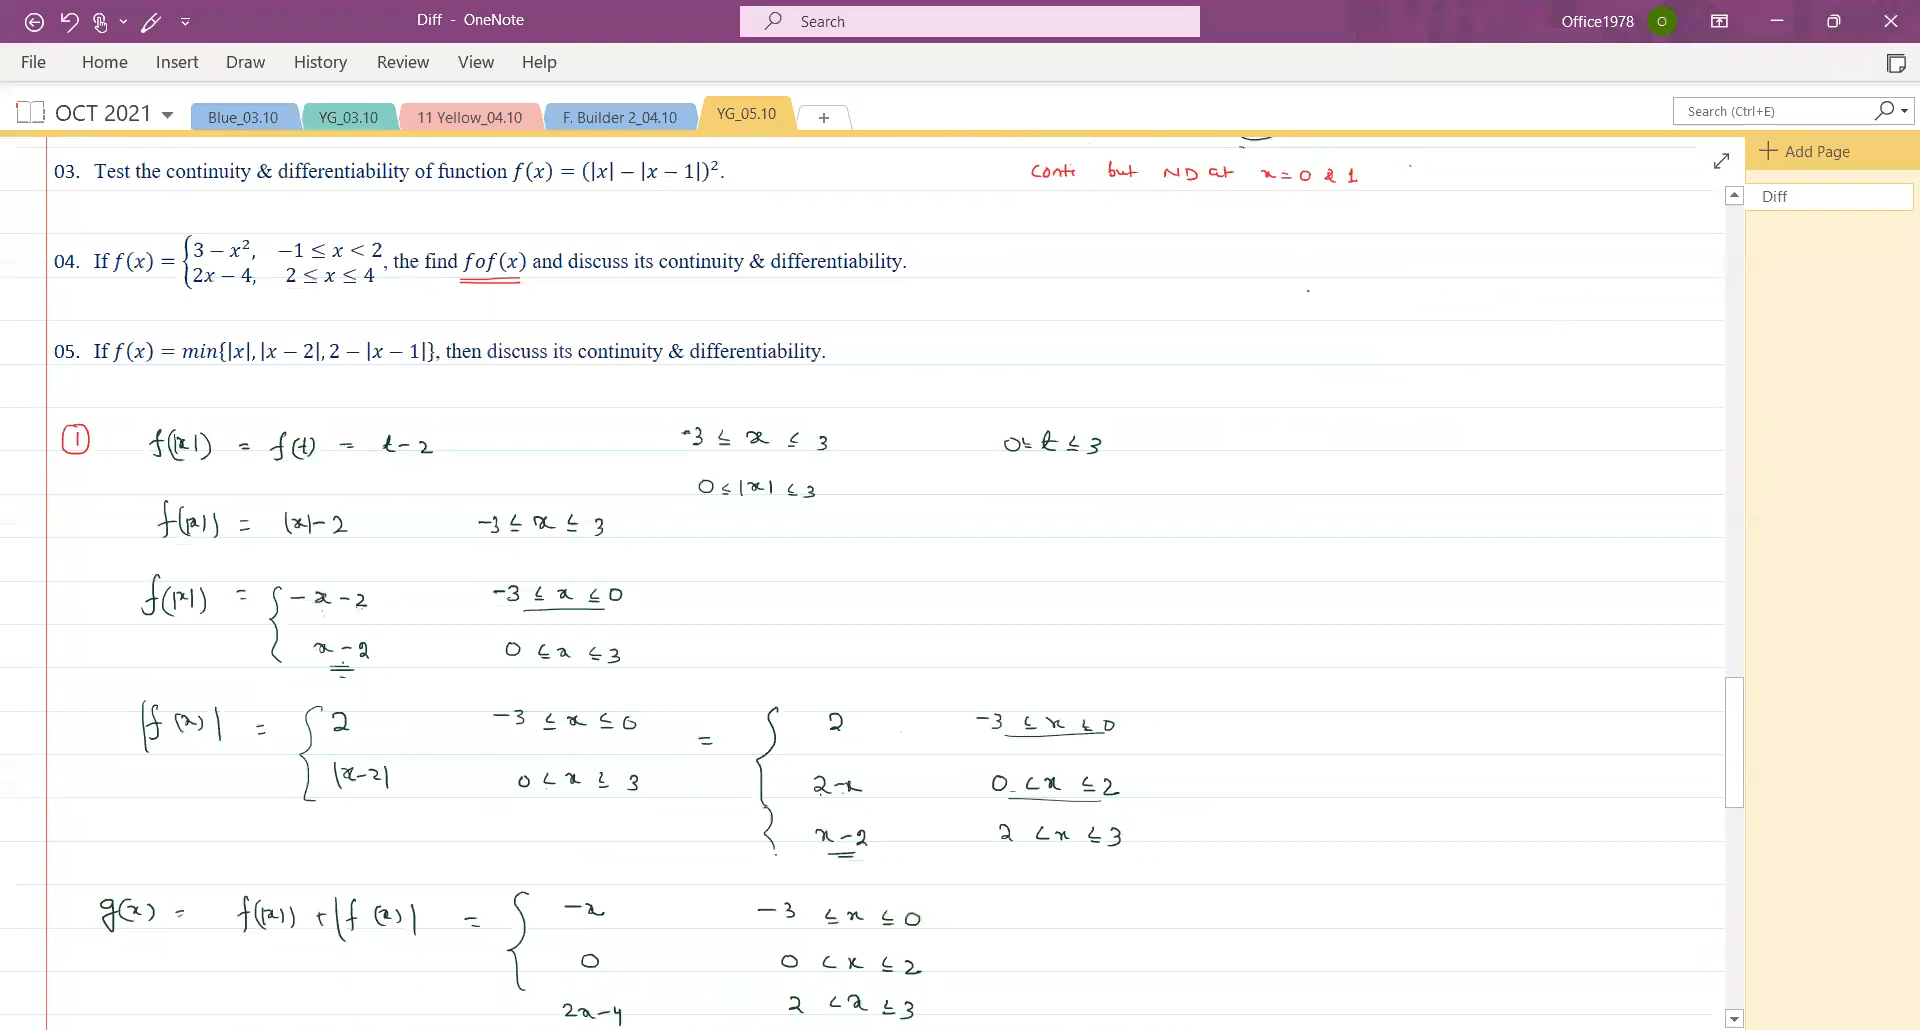 Diff - OneNote
Search
Office1978
O
File Home Insert Draw History Review View Help
OCT 2021
Blue_03.10
YG_03.10
11 Yellow_04.10
F. Builder 2_04.10
YG_05.10
+
Search (Ctrl+E)
Add Page
Diff
03. Test the continuity & differentiability of function f(x) = (|x| − |x − 1|)².
Conti but ND at x = 0 & 1
04. If f(x) = {3 − x², −1 ≤ x < 2
2x − 4, 2 ≤ x ≤ 4, the find fof(x) and discuss its continuity & differentiability.
05. If f(x) = min{|x|, |x − 2|, 2 − |x − 1|}, then discuss its continuity & differentiability.
1 f(|x|) = f(t) = t − 2 -3 ≤ x ≤ 3 0 ≤ t ≤ 3
0 ≤ |x| ≤ 3
f(|x|) = |x| − 2 -3 ≤ x ≤ 3
f(|x|) = { − x − 2 -3 ≤ x ≤ 0
x − 2 0 ≤ x ≤ 3
|f(x)| = { 2 -3 ≤ x ≤ 0 = { 2 -3 ≤ x ≤ 0
|x−2| 0 < x ≤ 3 2−x 0 < x ≤ 2
x−2 2 < x ≤ 3
g(x) = f(|x|) + |f(x)| = { −x −3 ≤ x ≤ 0
0 0 < x ≤ 2
2x−4 2 < x ≤ 3